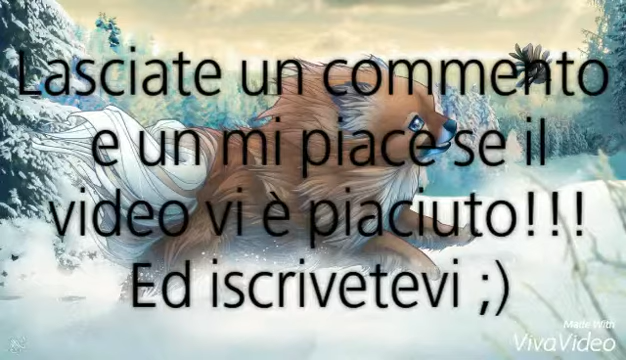 Lasciate un commento
e un mi piace se il
video vi è piaciuto!!!
Ed iscrivetevi ;)
Made With
VivaVideo